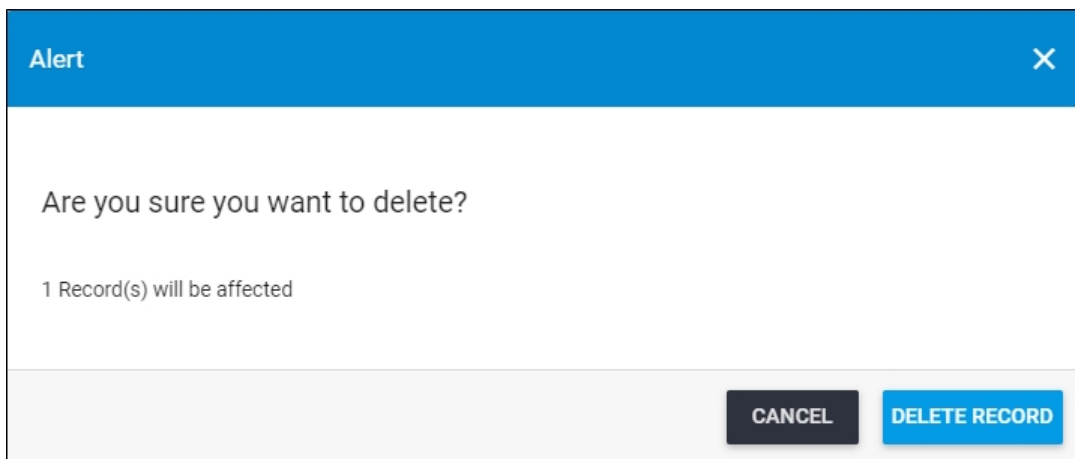 Alert
Are you sure you want to delete?
1 Record(s) will be affected
CANCEL DELETE RECORD